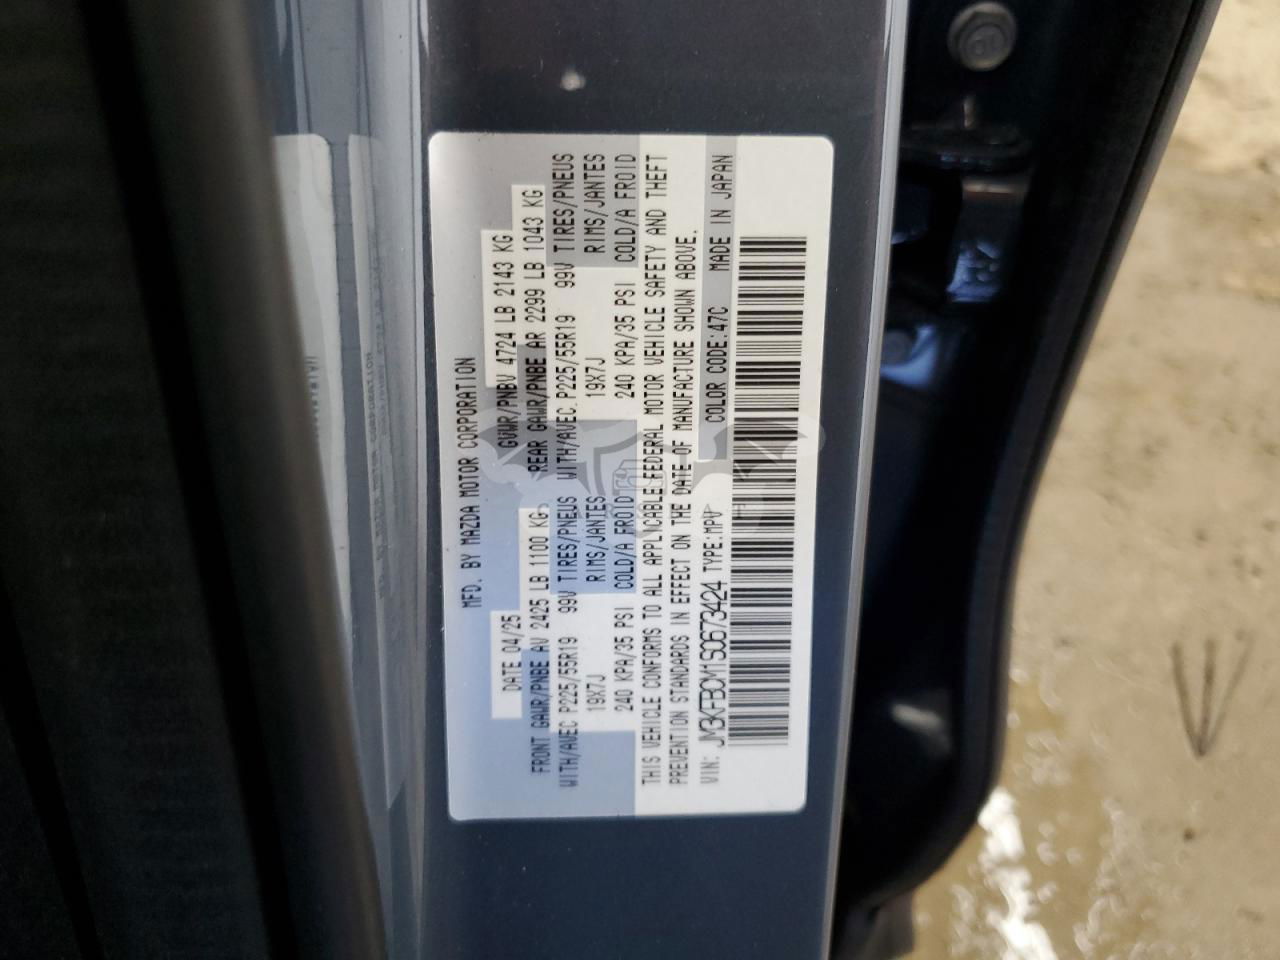 MFD. BY MAZDA MOTOR CORPORATION
DATE 04/25 GVWR/PNBV 4724 LB 2143 KG
FRONT GAWR/PNBE AV 2425 LB 1100 KG REAR GAWR/PNBE AR 2299 LB 1043 KG
WITH/AVEC P225/55R19 99V TIRES/PNEUS WITH/AVEC P225/55R19 99V TIRES/PNEUS
19X7J RIMS/JANTES 19X7J RIMS/JANTES
240 KPA/35 PSI COLD/A FROID 240 KPA/35 PSI COLD/A FROID
THIS VEHICLE CONFORMS TO ALL APPLICABLE FEDERAL MOTOR VEHICLE SAFETY AND THEFT
PREVENTION STANDARDS IN EFFECT ON THE DATE OF MANUFACTURE SHOWN ABOVE.
VIN: JM3KFBCM1S0673424 TYPE:MPV COLOR CODE:47C MADE IN JAPAN